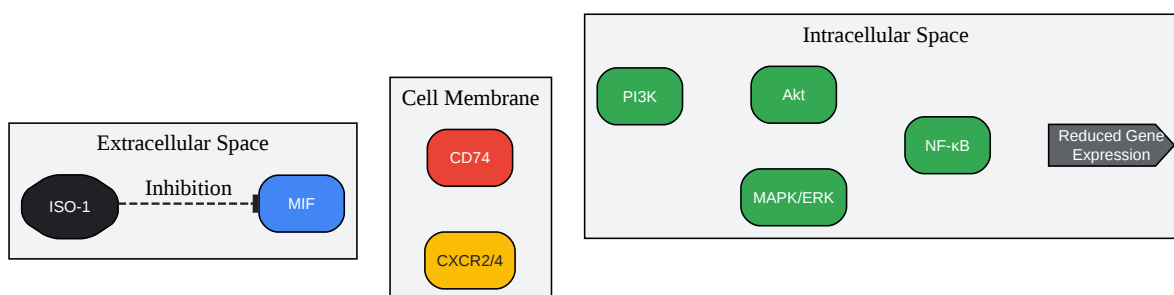 Extracellular Space
ISO-1
Inhibition
MIF
Cell Membrane
CD74
CXCR2/4
Intracellular Space
PI3K
Akt
MAPK/ERK
NF-κB
Reduced Gene
Expression